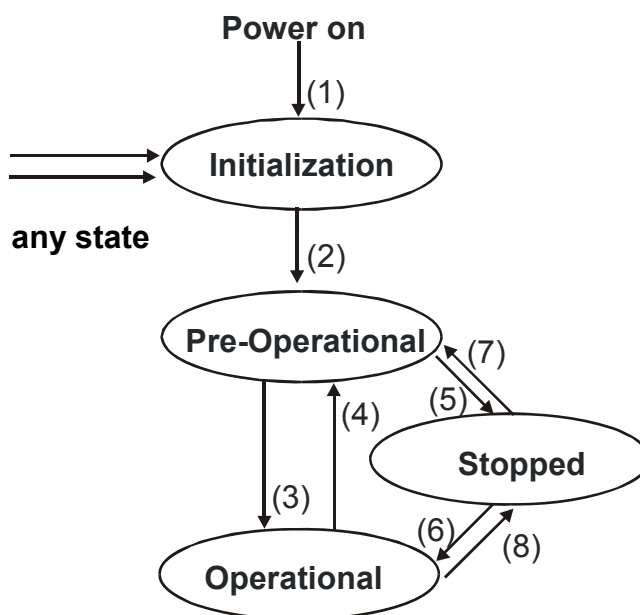 Power on
(1)
Initialization
any state
(2)
Pre-Operational
(7)
(5)
(4)
Stopped
(3)
(6)
(8)
Operational